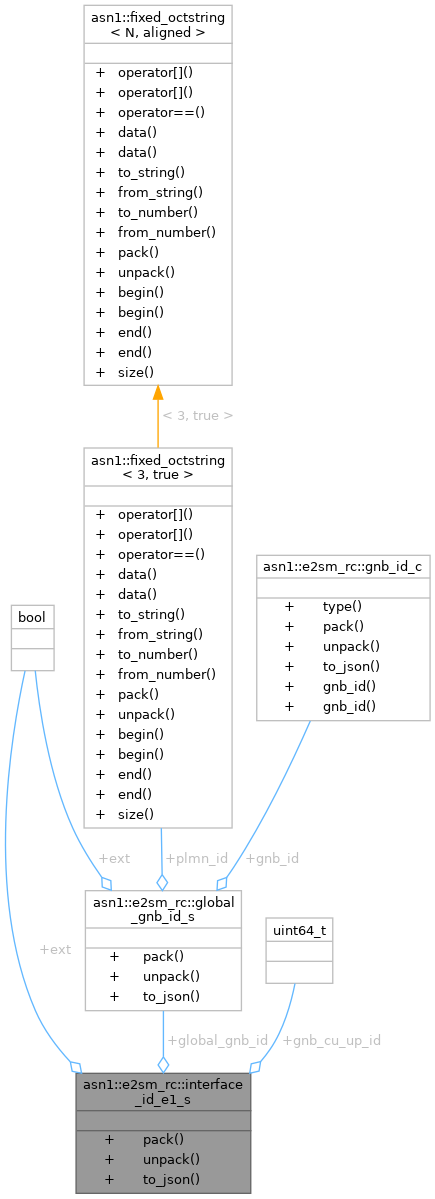 asn1::fixed_octstring
< N, aligned >
+ operator[]()
+ operator[]()
+ operator==()
+ data()
+ data()
+ to_string()
+ from_string()
+ to_number()
+ from_number()
+ pack()
+ unpack()
+ begin()
+ begin()
+ end()
+ end()
+ size()
< 3, true >
asn1::fixed_octstring
< 3, true >
+ operator[]()
+ operator[]()
+ operator==()
+ data()
+ data()
+ to_string()
+ from_string()
+ to_number()
+ from_number()
+ pack()
+ unpack()
+ begin()
+ begin()
+ end()
+ end()
+ size()
asn1::e2sm_rc::gnb_id_c
+ type()
+ pack()
+ unpack()
+ to_json()
+ gnb_id()
+ gnb_id()
bool
+ext
+plmn_id
+gnb_id
asn1::e2sm_rc::global
_gnb_id_s
+ pack()
+ unpack()
+ to_json()
uint64_t
+ext
+global_gnb_id
+gnb_cu_up_id
asn1::e2sm_rc::interface
_id_e1_s
+ pack()
+ unpack()
+ to_json()